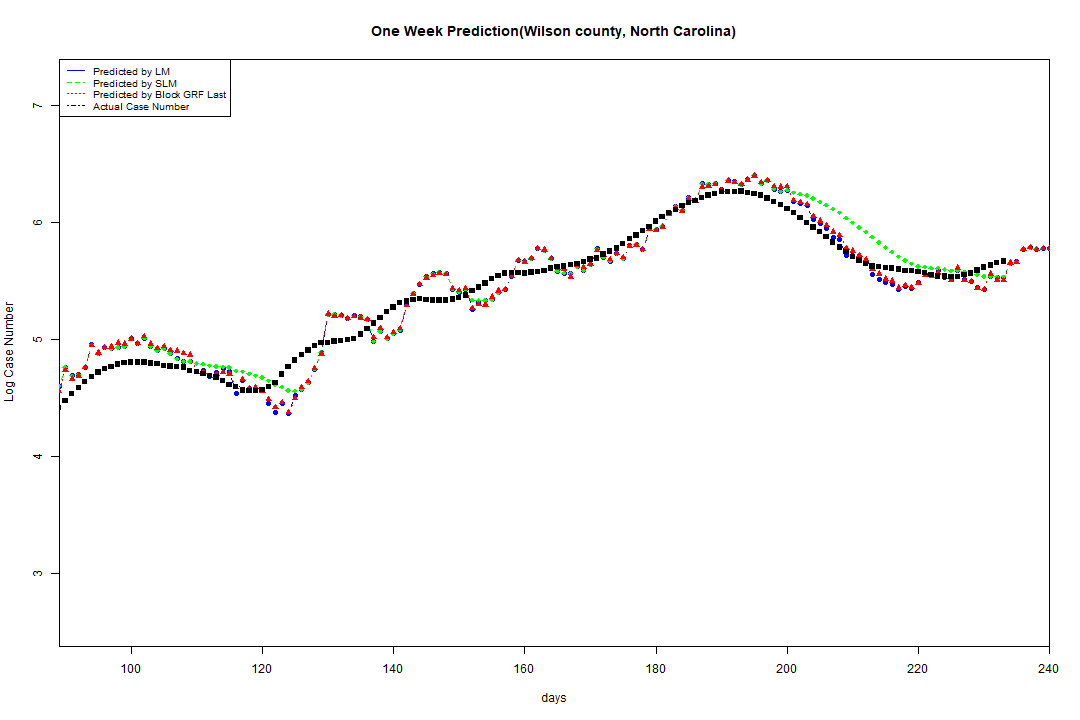 One Week Prediction(Wilson county, North Carolina)
Predicted by LM
Predicted by SLM
Predicted by Block GRF Last
Actual Case Number
7
6
5
4
3
Log Case Number
100 120 140 160 180 200 220 240
days